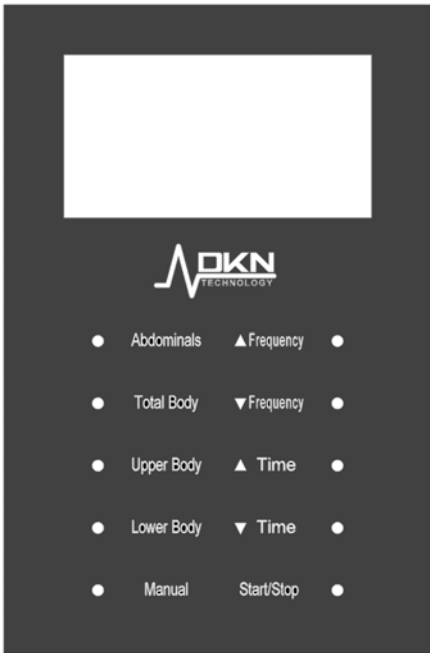 DKN
TECHNOLOGY
Abdominals ▲Frequency
Total Body ▼Frequency
Upper Body ▲ Time
Lower Body ▼ Time
Manual Start/Stop